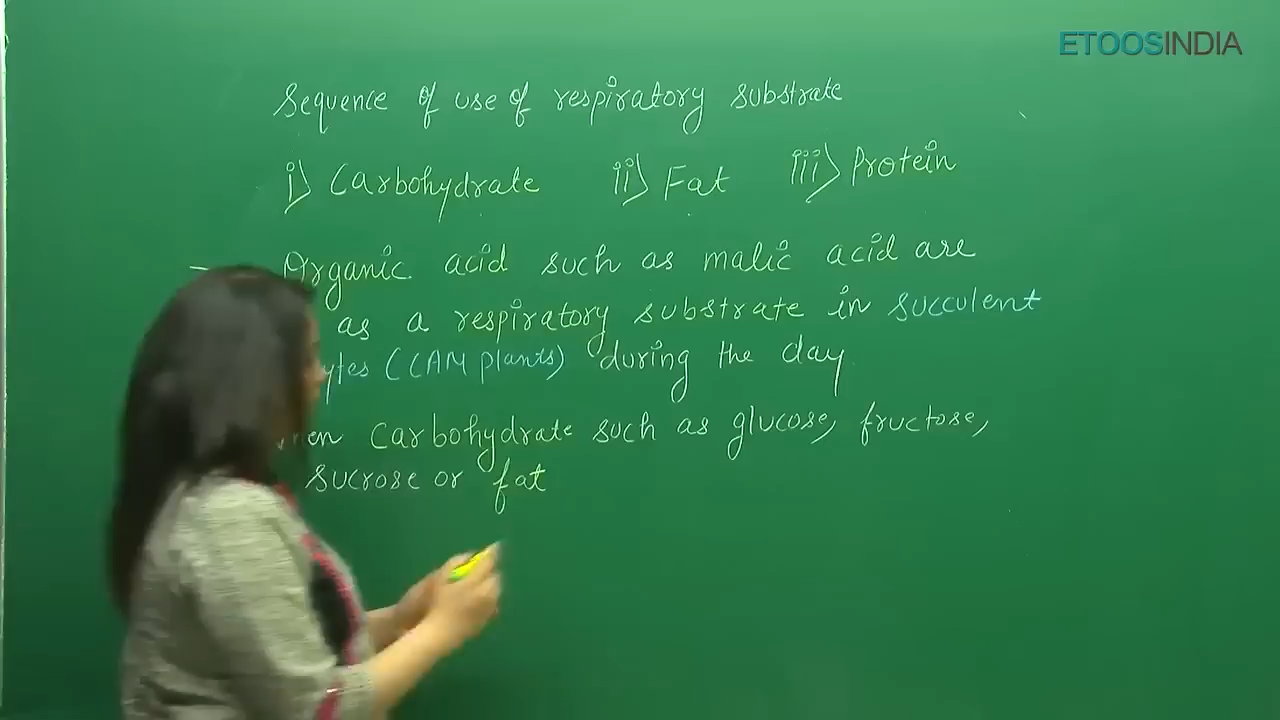 ETOOSINDIA
Sequence of use of respiratory substrate
i) Carbohydrate ii) Fat iii) Protein
Organic acid such as malic acid are
as a respiratory substrate in succulent
(CAM plants) during the day.
carbohydrate such as glucose, fructose,
sucrose or fat